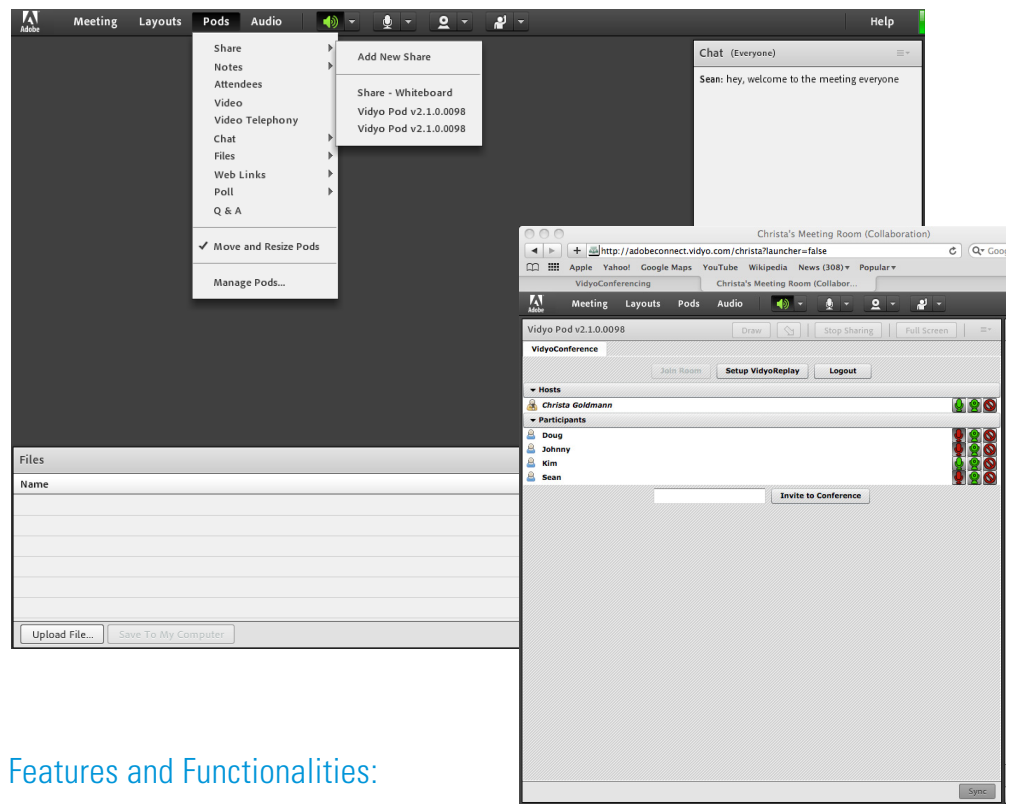 Adobe Meeting Layouts Pods Audio Help
Share
Notes
Attendees
Video
Video Telephony
Chat
Files
Web Links
Poll
Q & A
Move and Resize Pods
Manage Pods...
Add New Share
Share - Whiteboard
Vidyo Pod v2.1.0.0098
Vidyo Pod v2.1.0.0098
Chat (Everyone)
Sean: hey, welcome to the meeting everyone
Files
Name
Upload File... Save To My Computer
Christa's Meeting Room (Collaboration)
http://adobeconnect.vidyo.com/christa?launcher=false
Apple Yahoo! Google Maps YouTube Wikipedia News (308) Popular
VidyoConferencing Christa's Meeting Room (Collabor...
Adobe Meeting Layouts Pods Audio
Vidyo Pod v2.1.0.0098 Draw Stop Sharing Full Screen
VidyoConference
Join Room Setup VidyoReplay Logout
Hosts
Christa Goldmann
Participants
Doug
Johnny
Kim
Sean
Invite to Conference
Sync
Features and Functionalities: